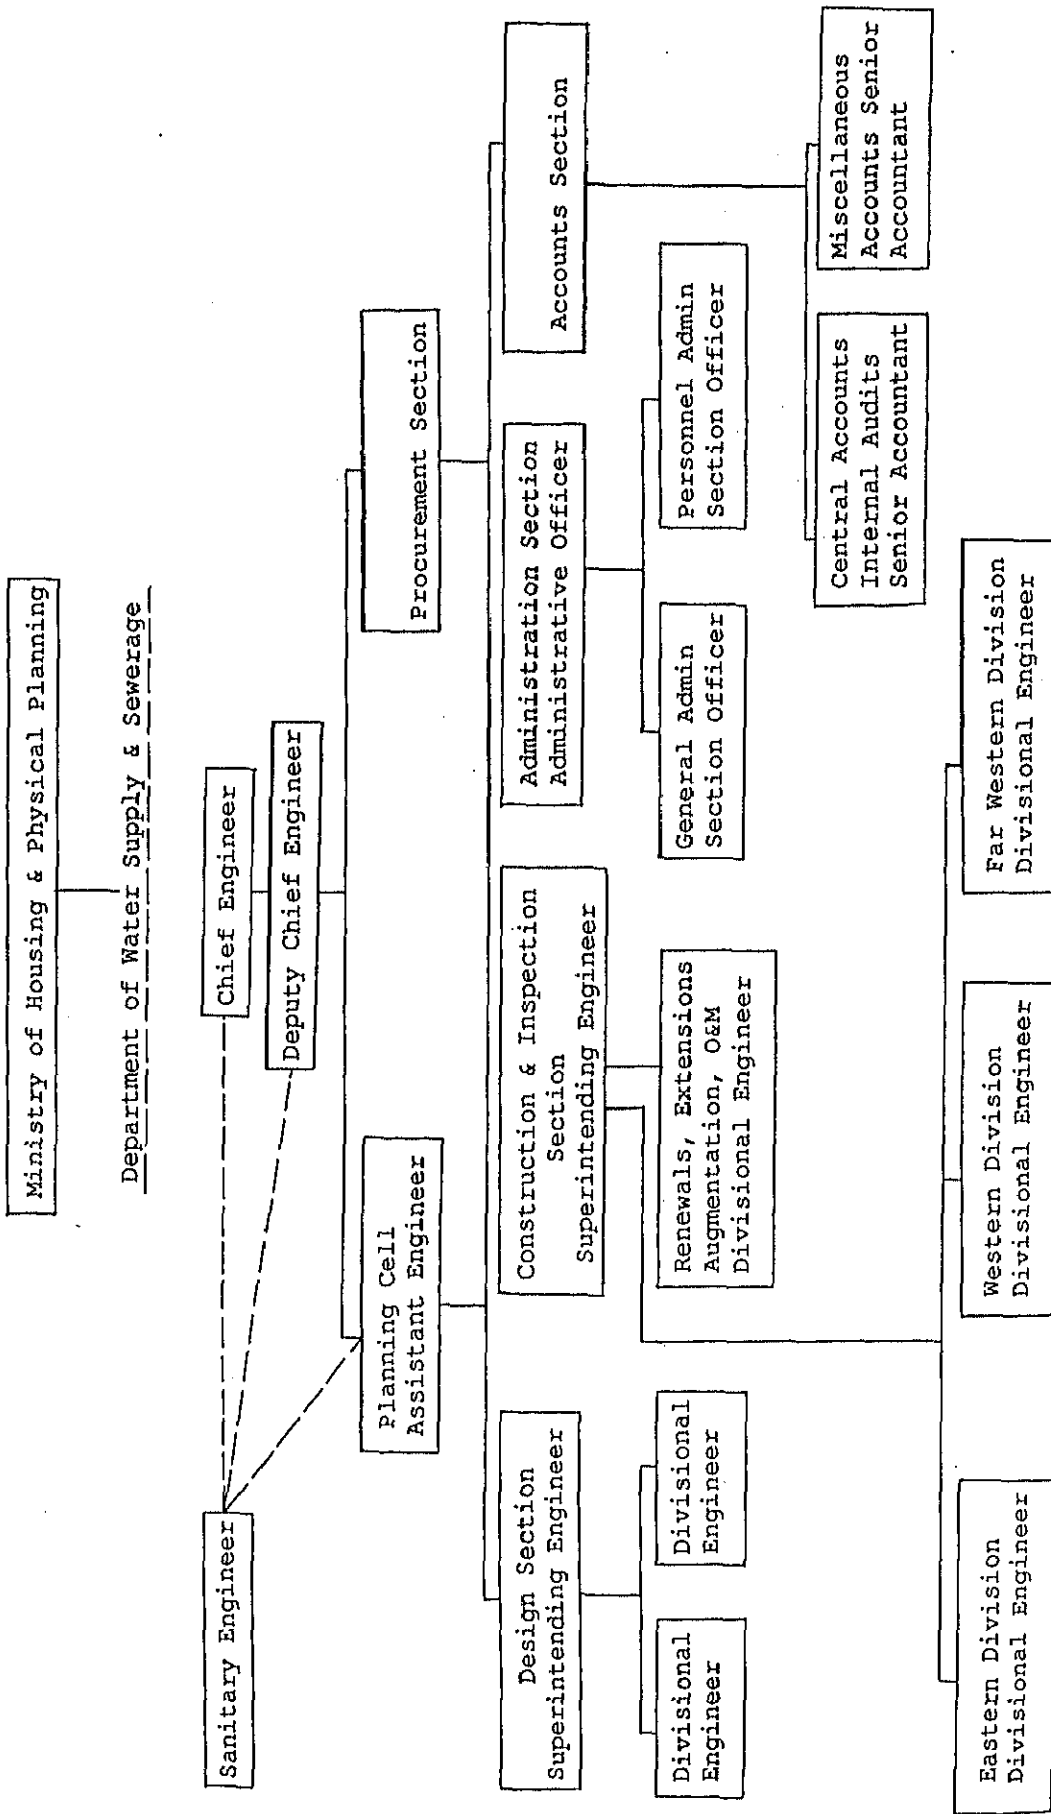 Ministry of Housing & Physical Planning
Department of Water Supply & Sewerage
Sanitary Engineer
Chief Engineer
Deputy Chief Engineer
Planning Cell
Assistant Engineer
Procurement Section
Design Section
Superintending Engineer
Construction & Inspection
Section
Superintending Engineer
Administration Section
Administrative Officer
Accounts Section
Divisional
Engineer
Divisional
Engineer
Renewals, Extensions
Augmentation, O&M
Divisional Engineer
General Admin
Section Officer
Personnel Admin
Section Officer
Central Accounts
Internal Audits
Senior Accountant
Miscellaneous
Accounts Senior
Accountant
Eastern Division
Divisional Engineer
Western Division
Divisional Engineer
Far Western Division
Divisional Engineer